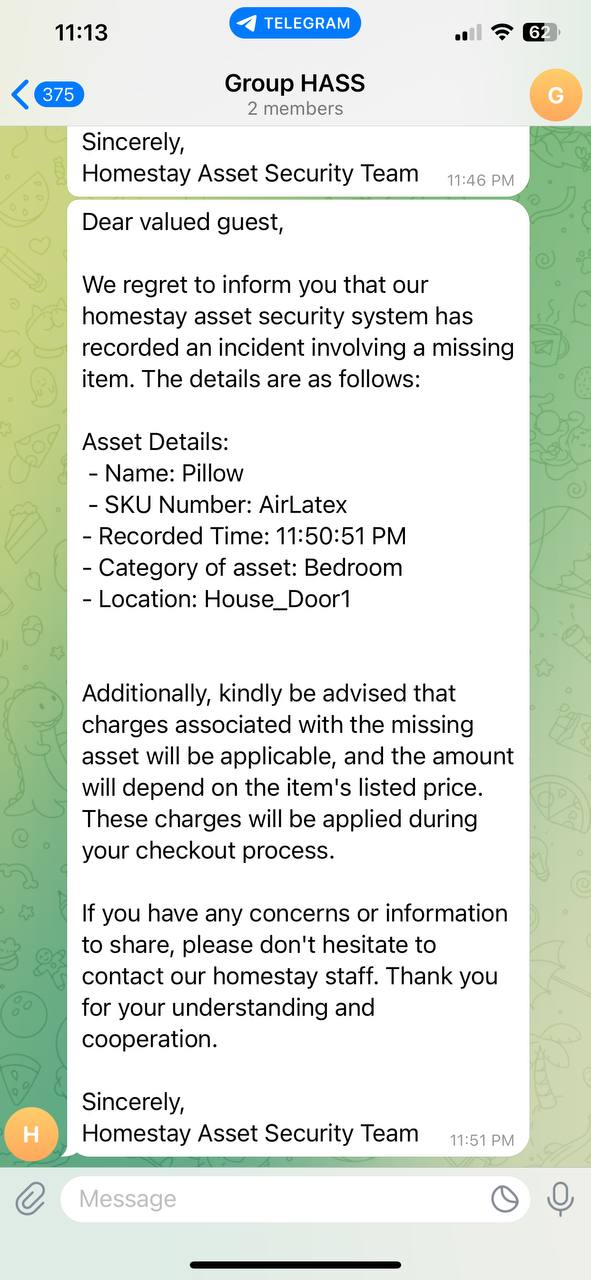 11:13
TELEGRAM
62
375
Group HASS
2 members
G
Sincerely,
Homestay Asset Security Team
11:46 PM
Dear valued guest,
We regret to inform you that our
homestay asset security system has
recorded an incident involving a missing
item. The details are as follows:
Asset Details:
- Name: Pillow
- SKU Number: AirLatex
- Recorded Time: 11:50:51 PM
- Category of asset: Bedroom
- Location: House_Door1
Additionally, kindly be advised that
charges associated with the missing
asset will be applicable, and the amount
will depend on the item's listed price.
These charges will be applied during
your checkout process.
If you have any concerns or information
to share, please don't hesitate to
contact our homestay staff. Thank you
for your understanding and
cooperation.
Sincerely,
Homestay Asset Security Team
11:51 PM
H
Message